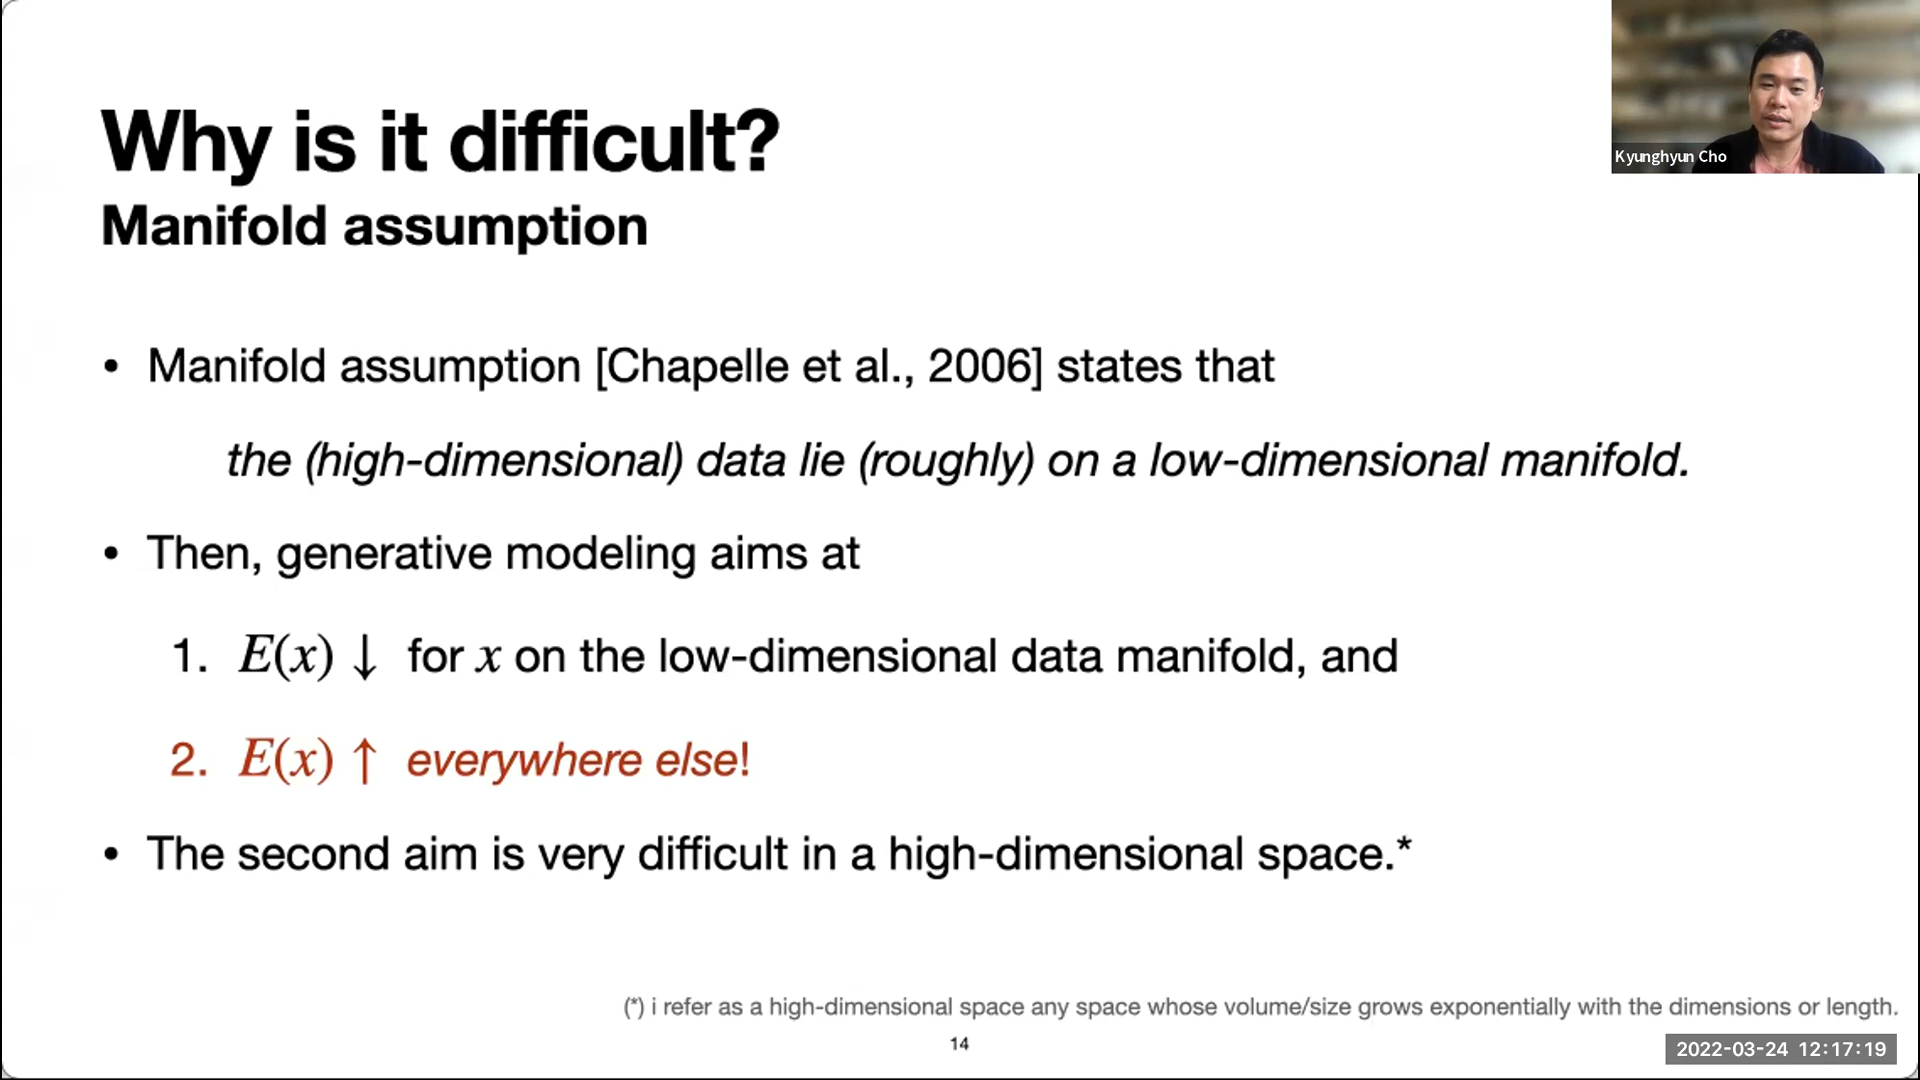 Why is it difficult?
Manifold assumption
Kyunghyun Cho
• Manifold assumption [Chapelle et al., 2006] states that
the (high-dimensional) data lie (roughly) on a low-dimensional manifold.
• Then, generative modeling aims at
1. E(x) ↓ for x on the low-dimensional data manifold, and
2. E(x) ↑ everywhere else!
• The second aim is very difficult in a high-dimensional space.*
(*) i refer as a high-dimensional space any space whose volume/size grows exponentially with the dimensions or length.
14
2022-03-24 12:17:19